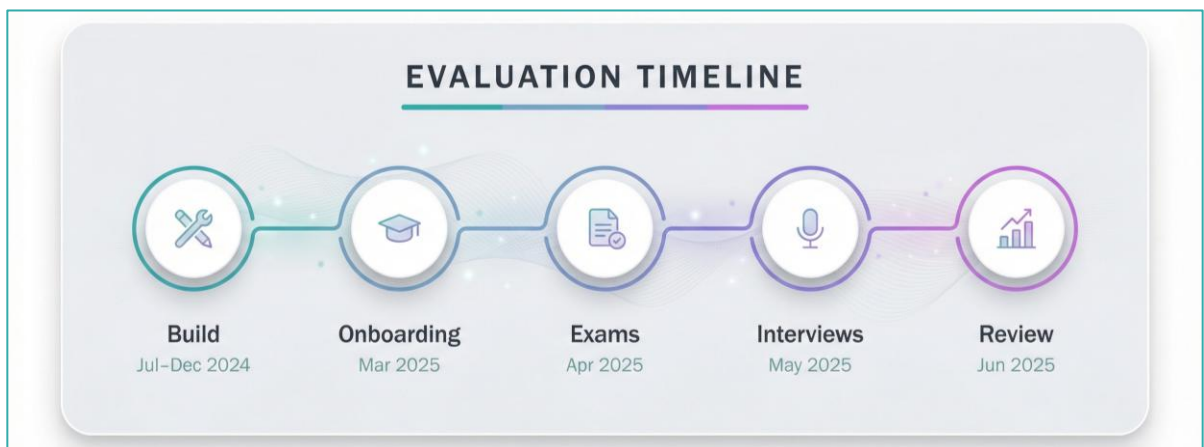 EVALUATION TIMELINE
Build
Jul–Dec 2024
Onboarding
Mar 2025
Exams
Apr 2025
Interviews
May 2025
Review
Jun 2025